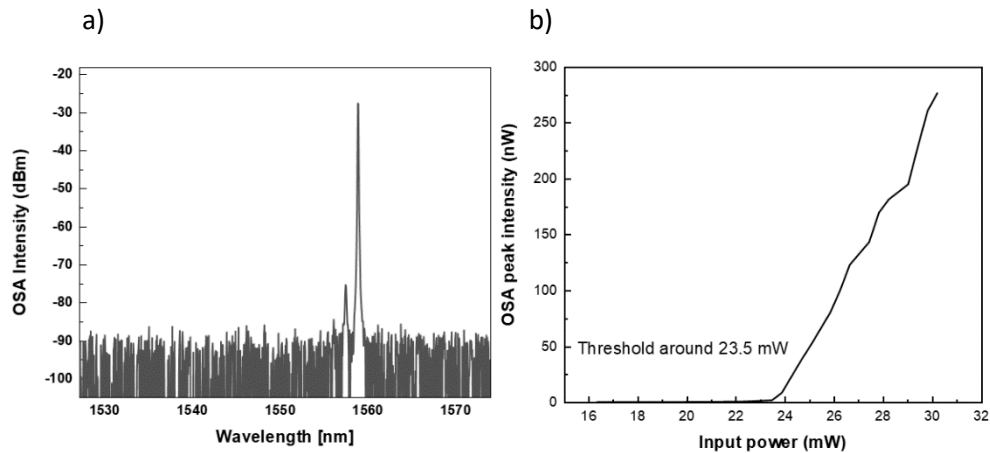 a)
-20
-30
-40
-50
-60
-70
-80
-90
-100
OSA Intensity (dBm)
1530 1540 1550 1560 1570
Wavelength [nm]
b)
300
250
200
150
100
50
0
OSA peak intensity (nW)
Threshold around 23.5 mW
16 18 20 22 24 26 28 30 32
Input power (mW)